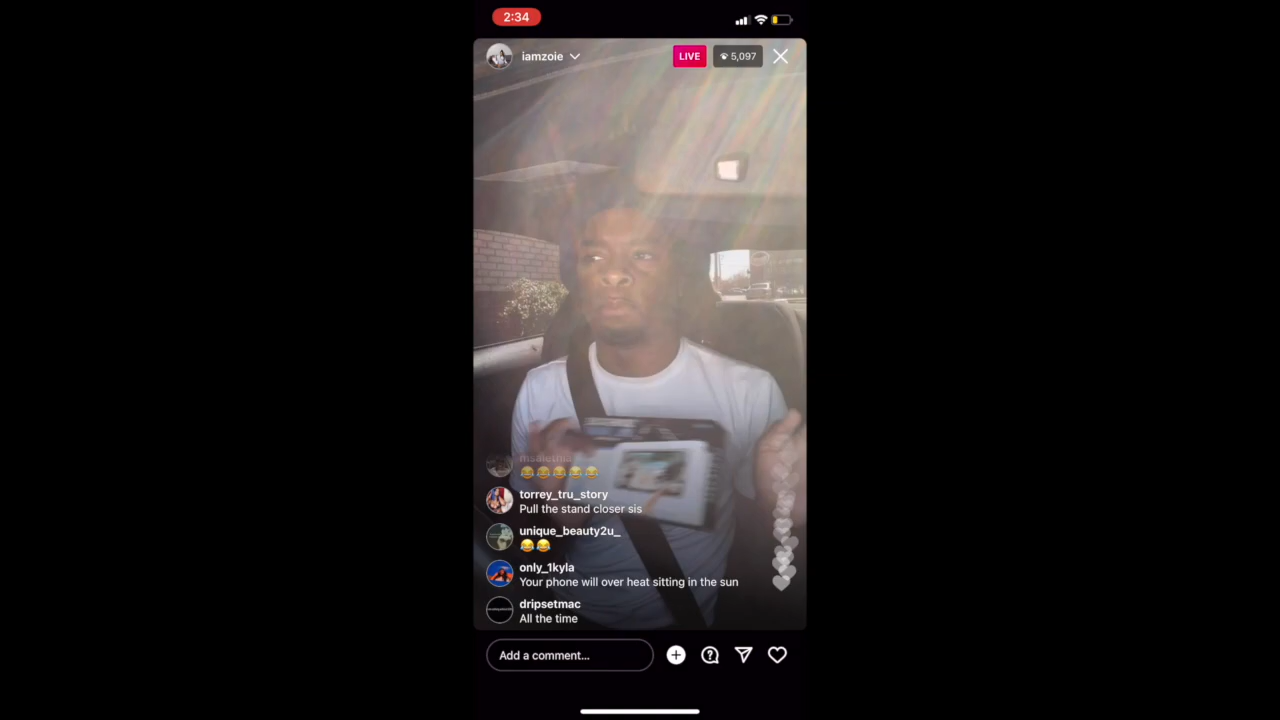 2:34
iamzoie
LIVE
5,097
msalethia
😂😂😂😂😂
torrey_tru_story
Pull the stand closer sis
unique_beauty2u_
😂😂
only_1kyla
Your phone will over heat sitting in the sun
dripsetmac
All the time
Add a comment...